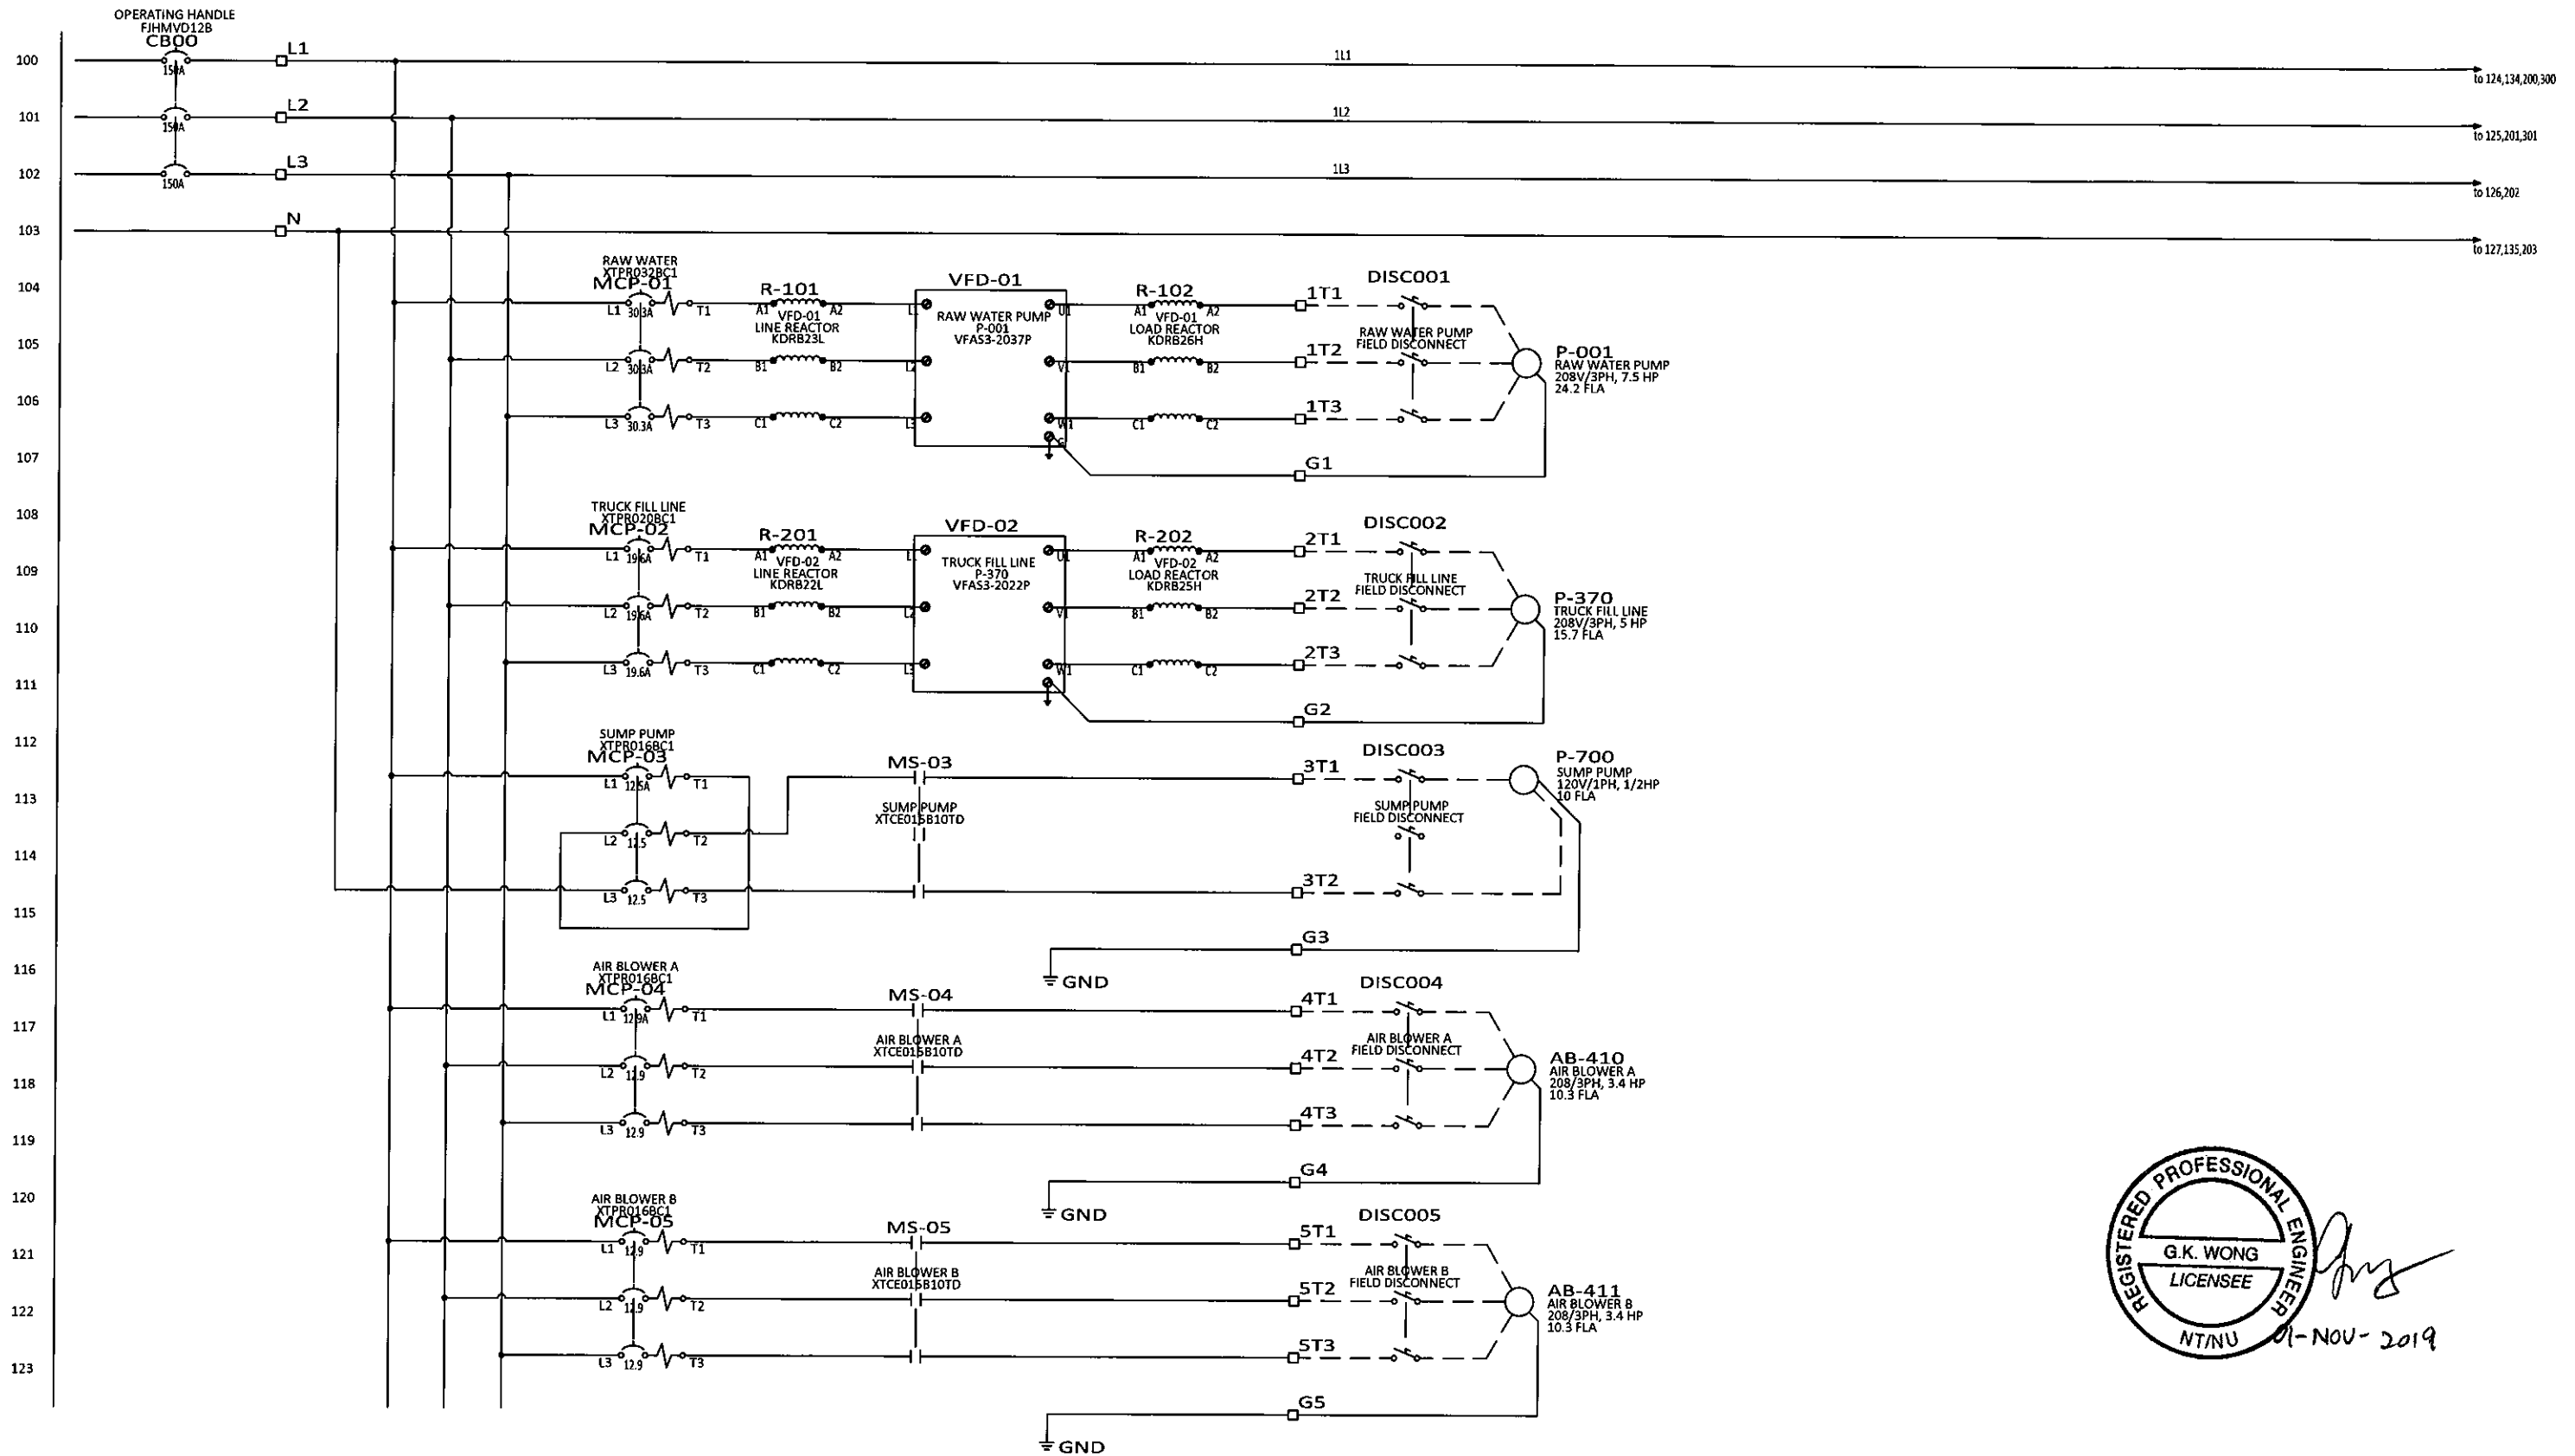 OPERATING HANDLE
FJHMVD12B
CB00
100
150A
L1
1L1
to 124,134,200,300
101
150A
L2
1L2
to 125,201,301
102
150A
L3
1L3
to 126,202
103
N
to 127,135,203
RAW WATER
XTPR032BC1
MCP-01
104
L1 30.3A T1
R-101
A1 A2
VFD-01
LINE REACTOR
KDRB23L
VFD-01
L1 U1
RAW WATER PUMP
P-001
VFAS3-2037P
R-102
A1 A2
VFD-01
LOAD REACTOR
KDRB26H
1T1
DISC001
RAW WATER PUMP
FIELD DISCONNECT
105
L2 30.3A T2
B1 B2
L2 V1
B1 B2
1T2
P-001
RAW WATER PUMP
208V/3PH, 7.5 HP
24.2 FLA
106
L3 30.3A T3
C1 C2
L3 W1
G
C1 C2
1T3
107
G1
108
TRUCK FILL LINE
XTPR020BC1
MCP-02
L1 19.6A T1
R-201
A1 A2
VFD-02
LINE REACTOR
KDRB22L
VFD-02
L1 U1
TRUCK FILL LINE
P-370
VFAS3-2022P
R-202
A1 A2
VFD-02
LOAD REACTOR
KDRB25H
2T1
DISC002
TRUCK FILL LINE
FIELD DISCONNECT
109
L2 19.6A T2
B1 B2
L2 V1
B1 B2
2T2
P-370
TRUCK FILL LINE
208V/3PH, 5 HP
15.7 FLA
110
L3 19.6A T3
C1 C2
L3 W1
C1 C2
2T3
111
G2
112
SUMP PUMP
XTPR016BC1
MCP-03
L1 12.5A T1
MS-03
SUMP PUMP
XTCE015B10TD
3T1
DISC003
SUMP PUMP
FIELD DISCONNECT
P-700
SUMP PUMP
120V/1PH, 1/2HP
10 FLA
113
L2 12.5 T2
114
L3 12.5 T3
3T2
115
G3
GND
116
AIR BLOWER A
XTPR016BC1
MCP-04
L1 12.9A T1
MS-04
AIR BLOWER A
XTCE015B10TD
4T1
DISC004
AIR BLOWER A
FIELD DISCONNECT
117
L2 12.9 T2
4T2
AB-410
AIR BLOWER A
208/3PH, 3.4 HP
10.3 FLA
118
L3 12.9 T3
4T3
119
G4
GND
120
AIR BLOWER B
XTPR016BC1
MCP-05
L1 12.9 T1
MS-05
AIR BLOWER B
XTCE015B10TD
5T1
DISC005
AIR BLOWER B
FIELD DISCONNECT
121
L2 12.9 T2
5T2
AB-411
AIR BLOWER B
208/3PH, 3.4 HP
10.3 FLA
122
L3 12.9 T3
5T3
123
G5
GND
REGISTERED PROFESSIONAL ENGINEER
G.K. WONG
LICENSEE
NT/NU
01-NOV-2019